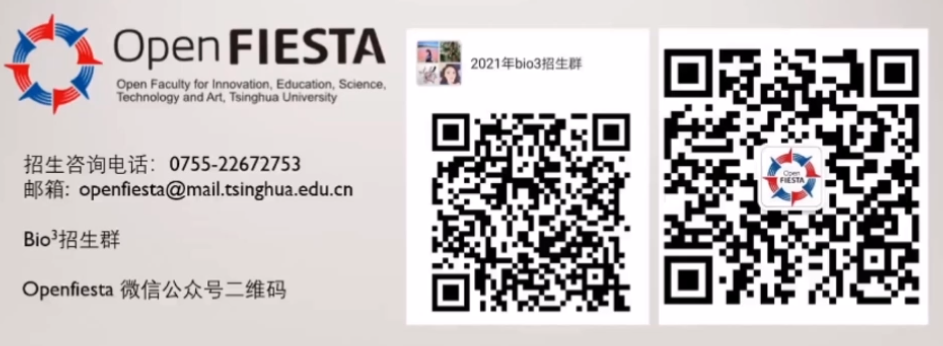 Open FIESTA
Open Faculty for Innovation, Education, Science,
Technology and Art, Tsinghua University
招生咨询电话：0755-22672753
邮箱: openfiesta@mail.tsinghua.edu.cn
Bio³招生群
Openfiesta 微信公众号二维码
2021年bio3招生群
Open
FIESTA